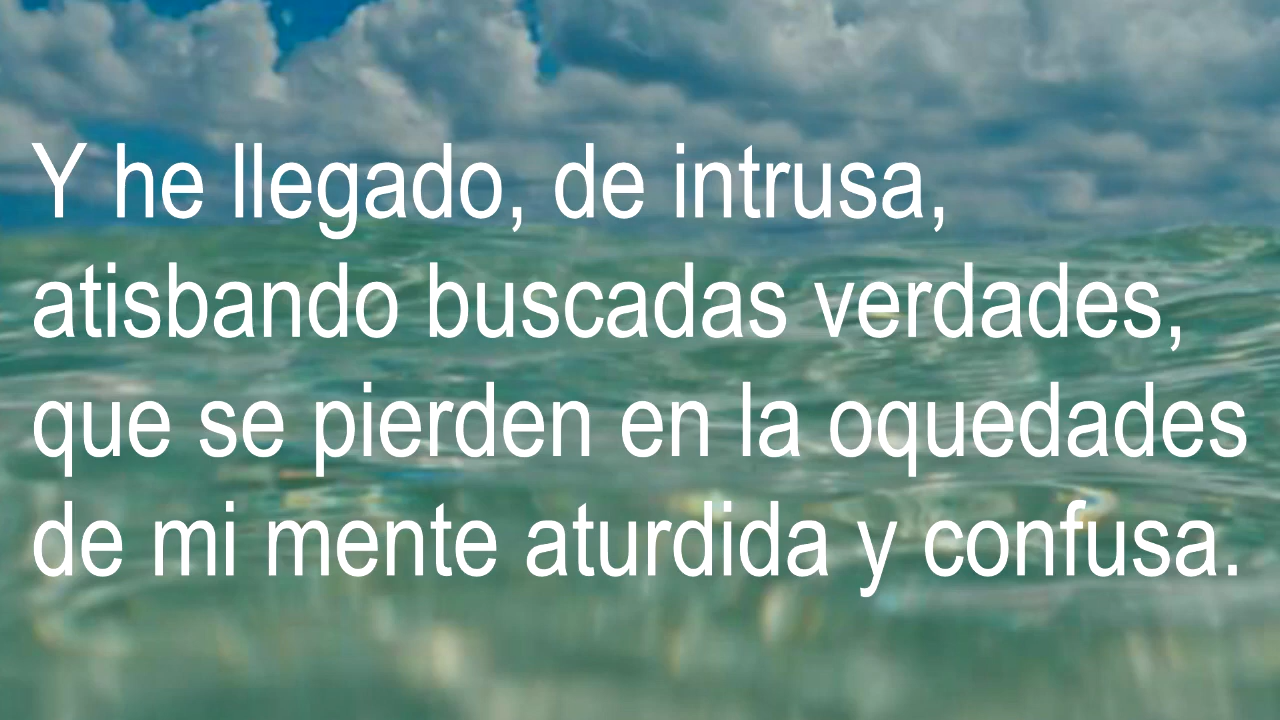 Y he llegado, de intrusa,
atisbando buscadas verdades,
que se pierden en la oquedades
de mi mente aturdida y confusa.